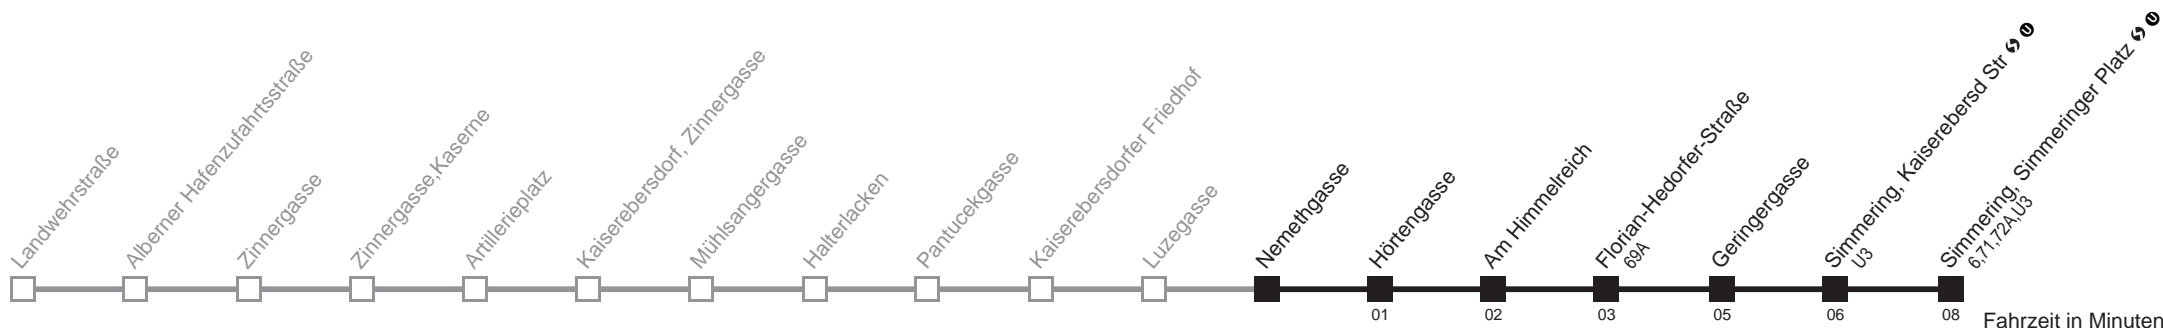 Landwehrstraße
Alberner Hafenzufahrtsstraße
Zinnergasse
Zinnergasse,Kaserne
Artillerieplatz
Kaiserebersdorf, Zinnergasse
Mühlsangergasse
Halterlacken
Pantucekgasse
Kaiserebersdorfer Friedhof
Luzegasse
Nemethgasse
Hörtengasse
Am Himmelreich
Florian-Hedorfer-Straße
69A
Geringergasse
Simmering, Kaiserebersd Str S U
U3
Simmering, Simmeringer Platz S U
6,71,72A,U3
01 02 03 05 06 08
Fahrzeit in Minuten